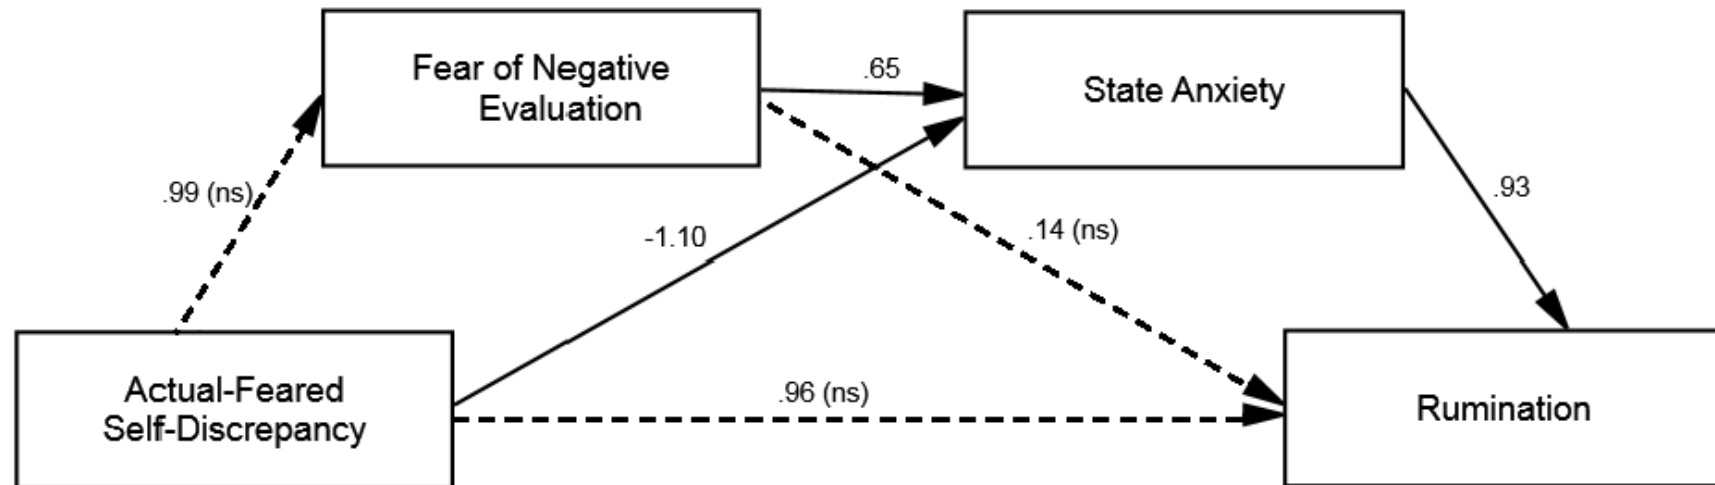 Fear of Negative
Evaluation
.65
State Anxiety
.99 (ns)
-1.10
.14 (ns)
.93
Actual-Feared
Self-Discrepancy
.96 (ns)
Rumination